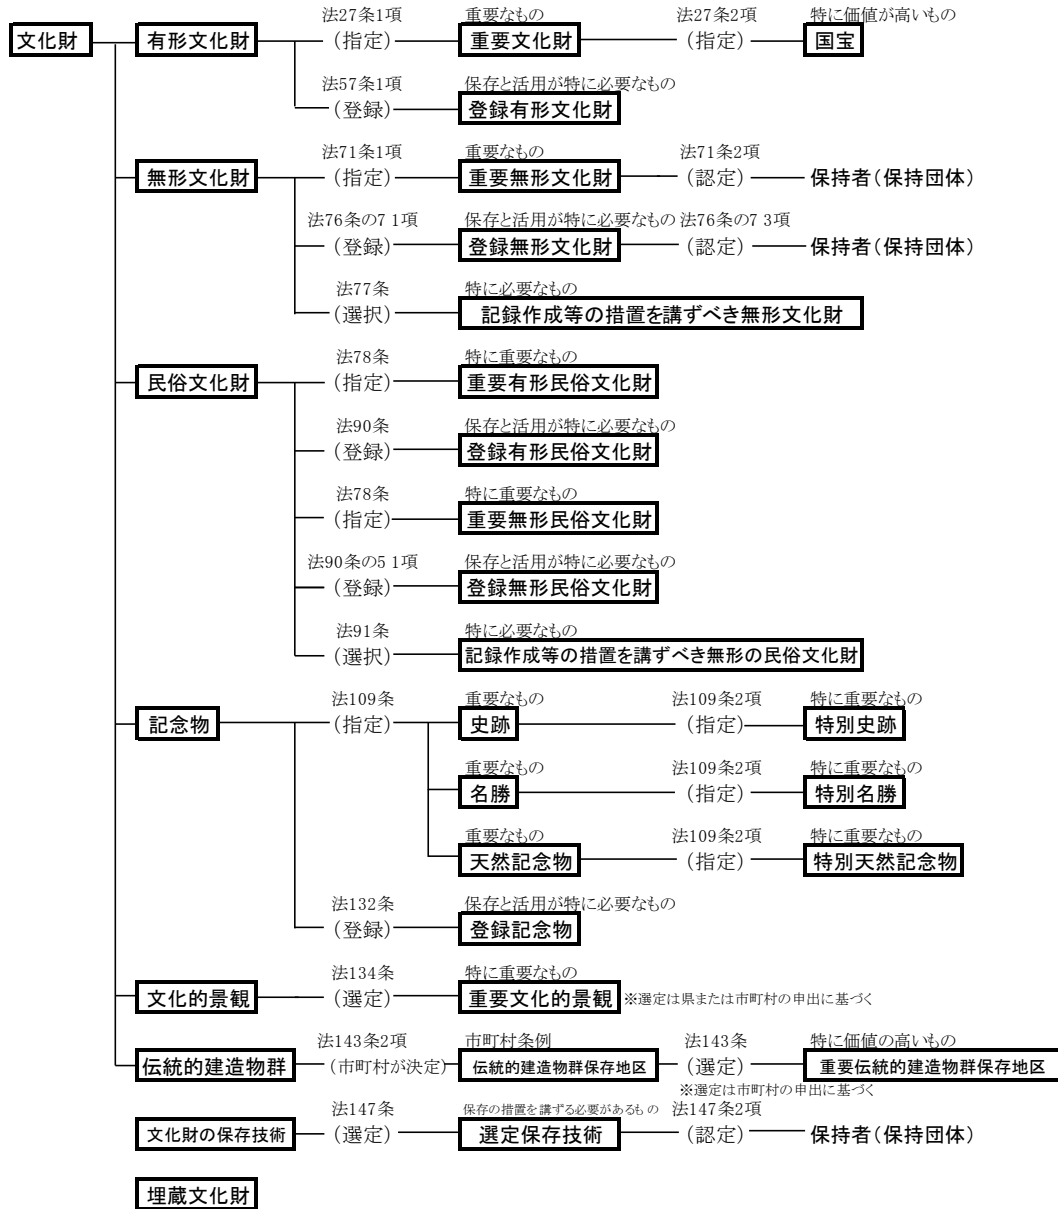 法27条1項 重要なもの 法27条2項 特に価値が高いもの
文化財 有形文化財 (指定) 重要文化財 (指定) 国宝
法57条1項 保存と活用が特に必要なもの
(登録) 登録有形文化財
法71条1項 重要なもの 法71条2項
無形文化財 (指定) 重要無形文化財 (認定) 保持者(保持団体)
法76条の7 1項 保存と活用が特に必要なもの 法76条の7 3項
(登録) 登録無形文化財 (認定) 保持者(保持団体)
法77条 特に必要なもの
(選択) 記録作成等の措置を講ずべき無形文化財
法78条 特に重要なもの
民俗文化財 (指定) 重要有形民俗文化財
法90条 保存と活用が特に必要なもの
(登録) 登録有形民俗文化財
法78条 特に重要なもの
(指定) 重要無形民俗文化財
法90条の5 1項 保存と活用が特に必要なもの
(登録) 登録無形民俗文化財
法91条 特に必要なもの
(選択) 記録作成等の措置を講ずべき無形の民俗文化財
法109条 重要なもの 法109条2項 特に重要なもの
記念物 (指定) 史跡 (指定) 特別史跡
重要なもの 法109条2項 特に重要なもの
名勝 (指定) 特別名勝
重要なもの 法109条2項 特に重要なもの
天然記念物 (指定) 特別天然記念物
法132条 保存と活用が特に必要なもの
(登録) 登録記念物
法134条 特に重要なもの
文化的景観 (選定) 重要文化的景観 ※選定は県または市町村の申出に基づく
法143条2項 市町村条例 法143条 特に価値の高いもの
伝統的建造物群 (市町村が決定) 伝統的建造物群保存地区 (選定) 重要伝統的建造物群保存地区
※選定は市町村の申出に基づく
法147条 保存の措置を講ずる必要があるもの 法147条2項
文化財の保存技術 (選定) 選定保存技術 (認定) 保持者(保持団体)
埋蔵文化財